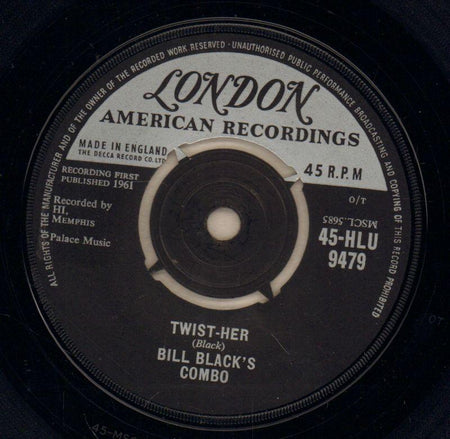 ALL RIGHTS OF THE MANUFACTURER AND OF THE OWNER OF THE RECORDED WORK RESERVED · UNAUTHORISED PUBLIC PERFORMANCE BROADCASTING AND COPYING OF THIS RECORD PROHIBITED
LONDON
AMERICAN RECORDINGS
MADE IN ENGLAND
THE DECCA RECORD CO. LTD
45 R.P.M
RECORDING FIRST
PUBLISHED 1961
O/T
Recorded by
HI,
MEMPHIS
MSCL.5685
Palace Music
45-HLU
9479
TWIST-HER
(Black)
BILL BLACK'S
COMBO